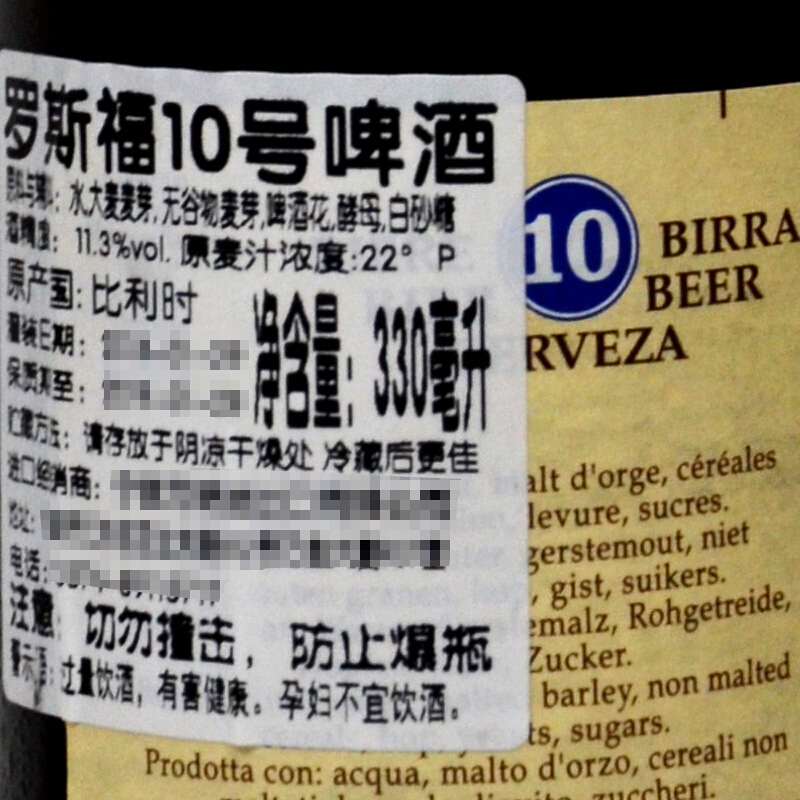 罗斯福10号啤酒
原料与辅料：水,大麦麦芽,无谷物麦芽,啤酒花,酵母,白砂糖
酒精度：11.3%vol. 原麦汁浓度:22° P
原产国：比利时
净含量：330毫升
灌装日期：
保质期至：
贮藏方法：请存放于阴凉干燥处 冷藏后更佳
进口经销商：
地址：
电话：
注意：切勿撞击，防止爆瓶
警示语：过量饮酒，有害健康。孕妇不宜饮酒。
10
BIRRA
BEER
RVEZA
alt d'orge, céréales
levure, sucres.
gerstemout, niet
, gist, suikers.
emalz, Rohgetreide,
Zucker.
barley, non malted
ts, sugars.
Prodotta con: acqua, malto d'orzo, cereali non
zuccheri.